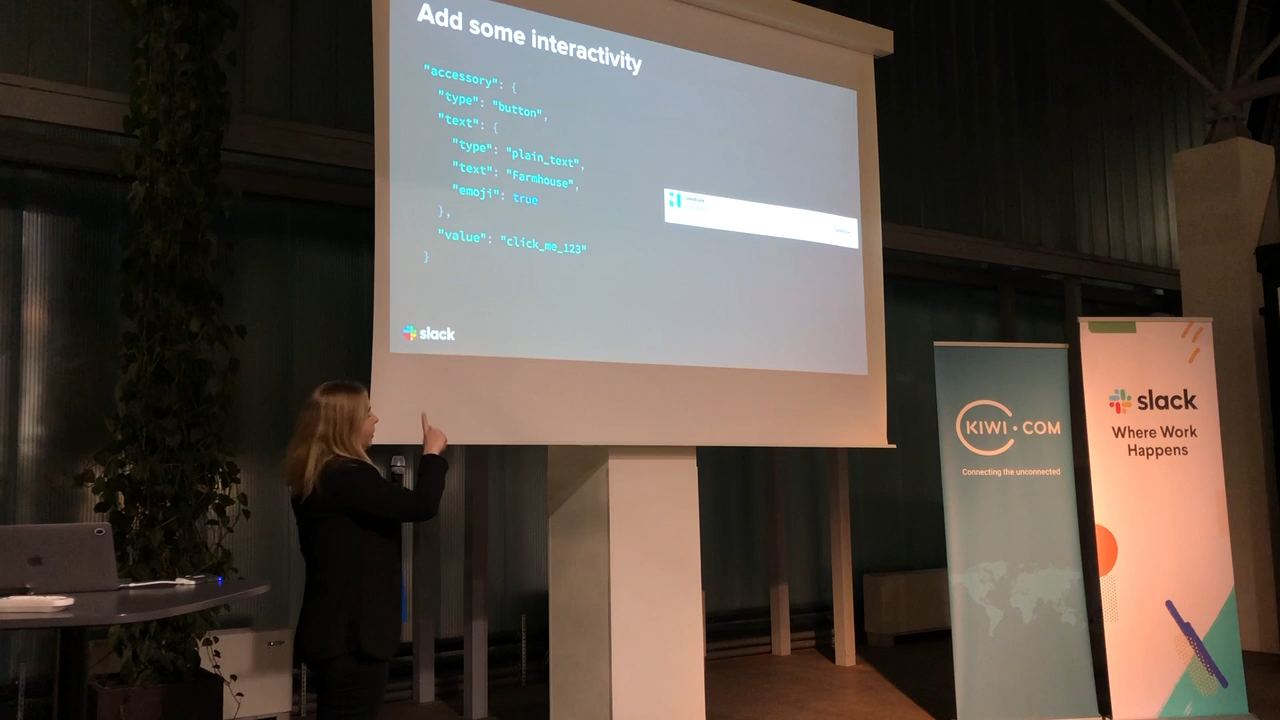 Add some interactivity
"accessory": {
"type": "button",
"text": {
"type": "plain_text",
"text": "Farmhouse",
"emoji": true
},
"value": "click_me_123"
}
slack
KIWI·COM
Connecting the unconnected
slack
Where Work
Happens